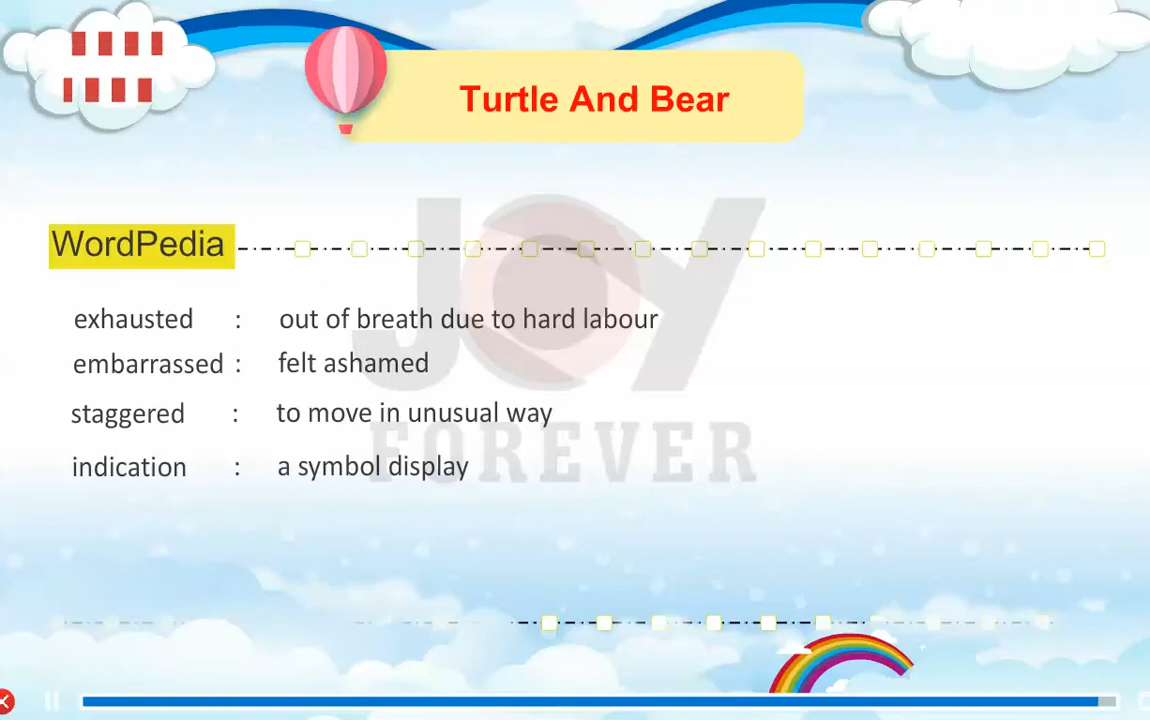 Turtle And Bear
WordPedia
exhausted : out of breath due to hard labour
embarrassed : felt ashamed
staggered : to move in unusual way
indication : a symbol display
JOY
FOREVER